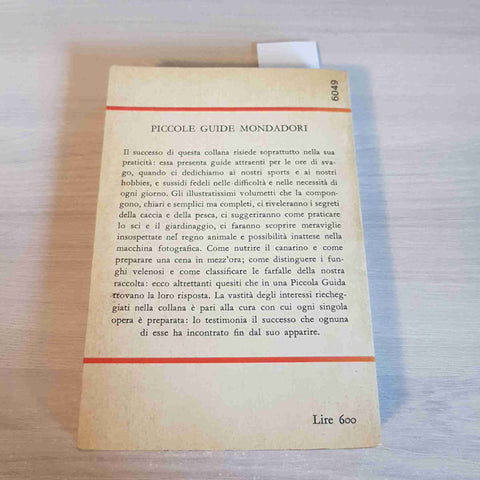 6049
PICCOLE GUIDE MONDADORI
Il successo di questa collana risiede soprattutto nella sua
praticità: essa presenta guide attraenti per le ore di sva-
go, quando ci dedichiamo ai nostri sports e ai nostri
hobbies, e sussidi fedeli nelle difficoltà e nelle necessità di
ogni giorno. Gli illustratissimi volumetti che la compon-
gono, chiari e semplici ma completi, ci riveleranno i segreti
della caccia e della pesca, ci suggeriranno come praticare
lo sci e il giardinaggio, ci faranno scoprire meraviglie
insospettate nel regno animale e possibilità inattese nella
macchina fotografica. Come nutrire il canarino e come
preparare una cena in mezz'ora; come distinguere i fun-
ghi velenosi e come classificare le farfalle della nostra
raccolta: ecco altrettanti quesiti che in una Piccola Guida
trovano la loro risposta. La vastità degli interessi riecheg-
giati nella collana è pari alla cura con cui ogni singola
opera è preparata: lo testimonia il successo che ognuna
di esse ha incontrato fin dal suo apparire.
Lire 600